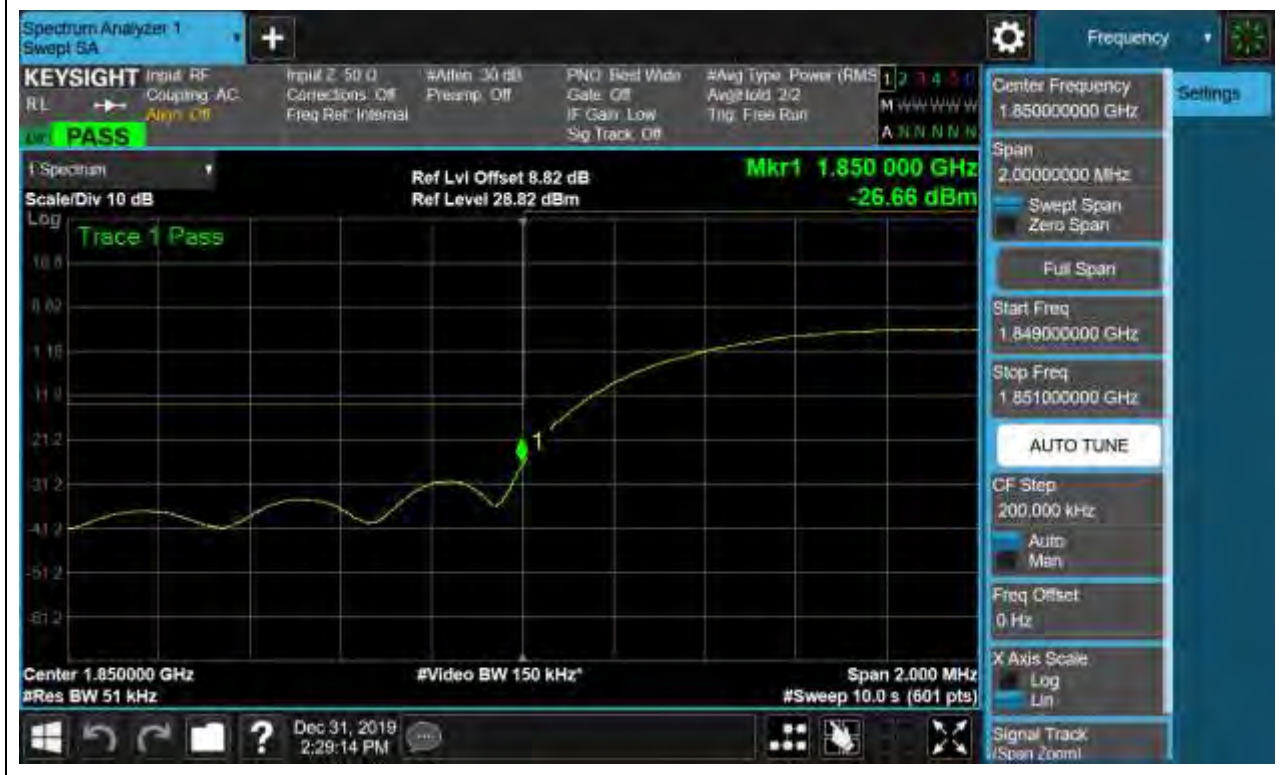 Spectrum Analyzer 1
Swept SA
Frequency
KEYSIGHT
Input: RF
Input Z: 50 Ω
#Atten: 30 dB
PNO: Best Wide
#Avg Type: Power (RMS
1 2 3 4 5 6
RL
Coupling: AC
Corrections: Off
Preamp: Off
Gate: Off
Avg|Hold: 2/2
M W W W W W
Align: Off
Freq Ref: Internal
IF Gain: Low
Trig: Free Run
PASS
Sig Track: Off
A N N N N N
1 Spectrum
Ref Lvl Offset 8.82 dB
Mkr1 1.850 000 GHz
Scale/Div 10 dB
Ref Level 28.82 dBm
-26.66 dBm
Log
Trace 1 Pass
18.8
8.82
-1.18
-11.2
-21.2
1
-31.2
-41.2
-51.2
-61.2
Center 1.850000 GHz
#Video BW 150 kHz*
Span 2.000 MHz
#Res BW 51 kHz
#Sweep 10.0 s (601 pts)
Dec 31, 2019
2:29:14 PM
?
Center Frequency
1.850000000 GHz
Settings
Span
2.00000000 MHz
Swept Span
Zero Span
Full Span
Start Freq
1.849000000 GHz
Stop Freq
1.851000000 GHz
AUTO TUNE
CF Step
200.000 kHz
Auto
Man
Freq Offset
0 Hz
X Axis Scale
Log
Lin
Signal Track
(Span Zoom)